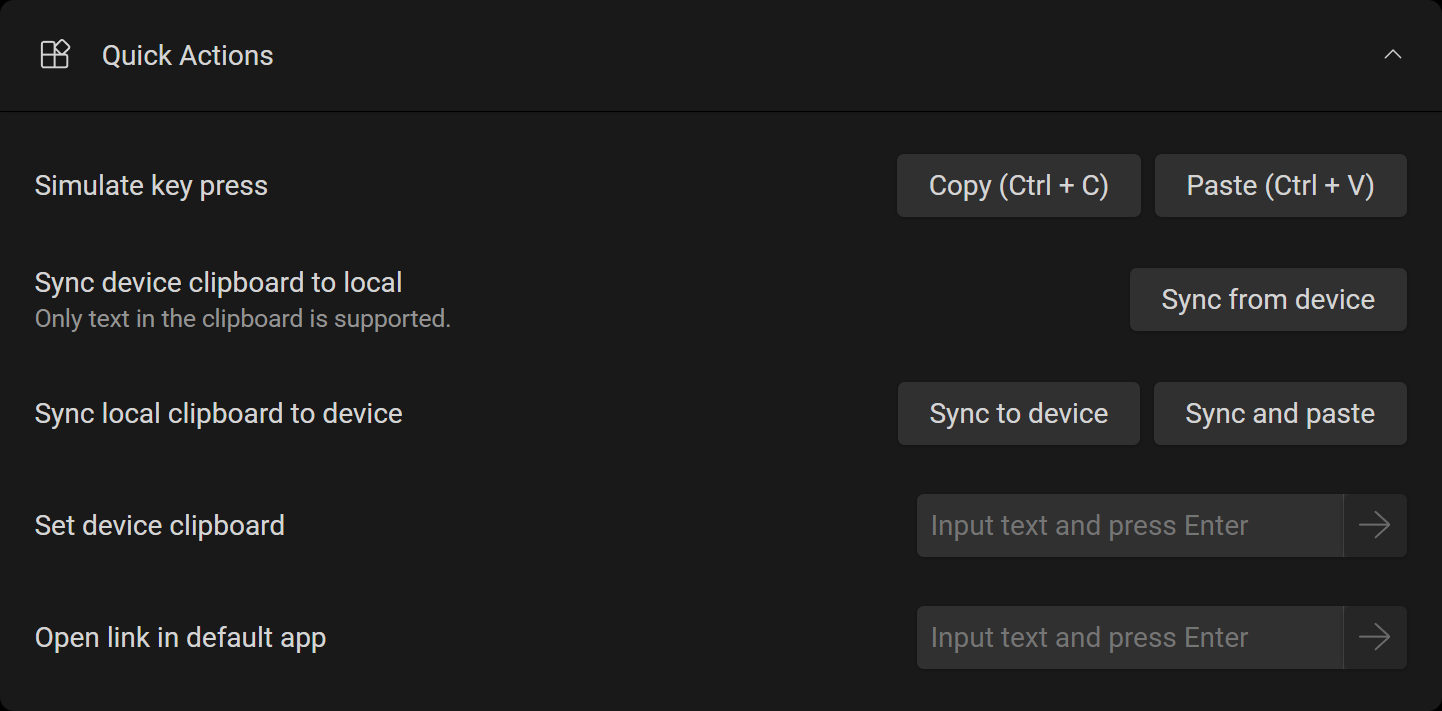 Quick Actions
Simulate key press
Copy (Ctrl + C)
Paste (Ctrl + V)
Sync device clipboard to local
Only text in the clipboard is supported.
Sync from device
Sync local clipboard to device
Sync to device
Sync and paste
Set device clipboard
Input text and press Enter
Open link in default app
Input text and press Enter